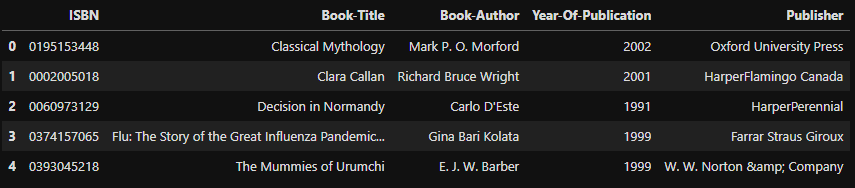 ISBN Book-Title Book-Author Year-Of-Publication Publisher
0 0195153448 Classical Mythology Mark P. O. Morford 2002 Oxford University Press
1 0002005018 Clara Callan Richard Bruce Wright 2001 HarperFlamingo Canada
2 0060973129 Decision in Normandy Carlo D'Este 1991 HarperPerennial
3 0374157065 Flu: The Story of the Great Influenza Pandemic... Gina Bari Kolata 1999 Farrar Straus Giroux
4 0393045218 The Mummies of Urumchi E. J. W. Barber 1999 W. W. Norton &amp; Company